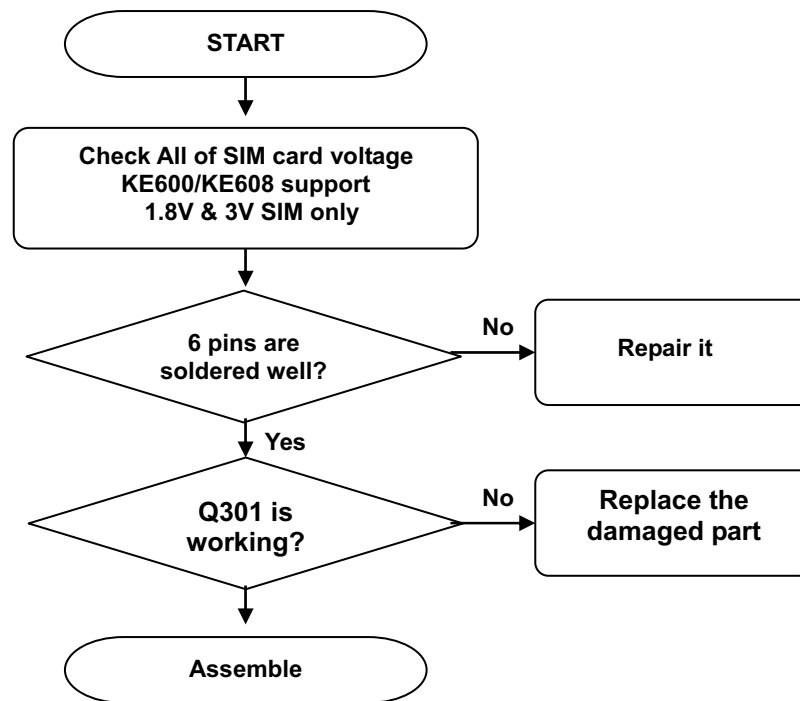 START
Check All of SIM card voltage
KE600/KE608 support
1.8V & 3V SIM only
6 pins are
soldered well?
No
Repair it
Yes
Q301 is
working?
No
Replace the
damaged part
Assemble